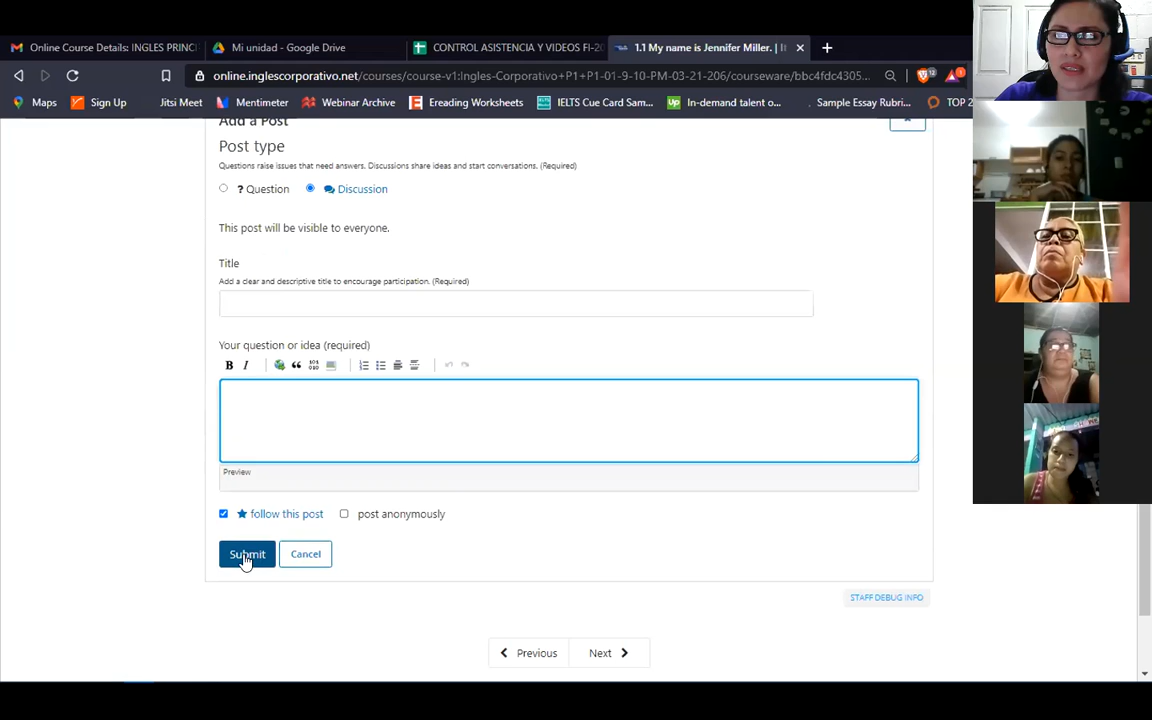 Online Course Details: INGLES PRINC
Mi unidad - Google Drive
CONTROL ASISTENCIA Y VIDEOS FI-20
1.1 My name is Jennifer Miller. | I
online.inglescorporativo.net/courses/course-v1:Ingles-Corporativo+P1+P1-01-9-10-PM-03-21-206/courseware/bbc4fdc4305...
Maps
Sign Up
Jitsi Meet
Mentimeter
Webinar Archive
Ereading Worksheets
IELTS Cue Card Sam...
In-demand talent o...
Sample Essay Rubri...
TOP 2
Add a Post
Post type
Questions raise issues that need answers. Discussions share ideas and start conversations. (Required)
? Question
Discussion
This post will be visible to everyone.
Title
Add a clear and descriptive title to encourage participation. (Required)
Your question or idea (required)
B I
Preview
follow this post
post anonymously
Submit
Cancel
STAFF DEBUG INFO
Previous
Next